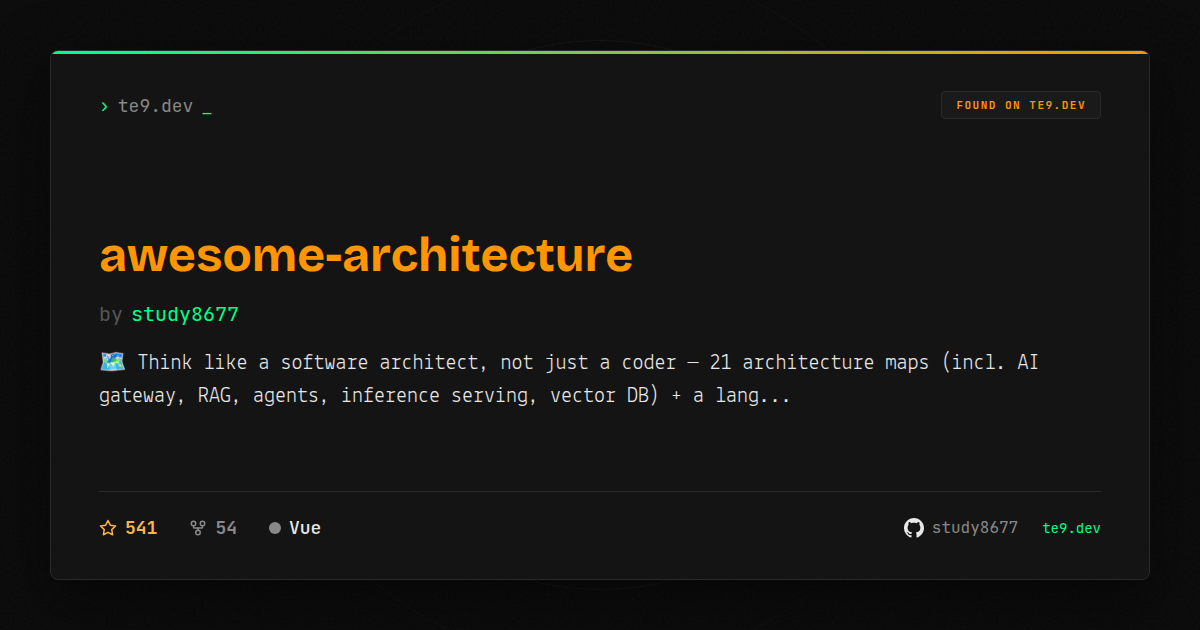 › te9.dev _
FOUND ON TE9.DEV
awesome-architecture
by study8677
🗺️ Think like a software architect, not just a coder — 21 architecture maps (incl. AI
gateway, RAG, agents, inference serving, vector DB) + a lang...
541 54 Vue
study8677 te9.dev